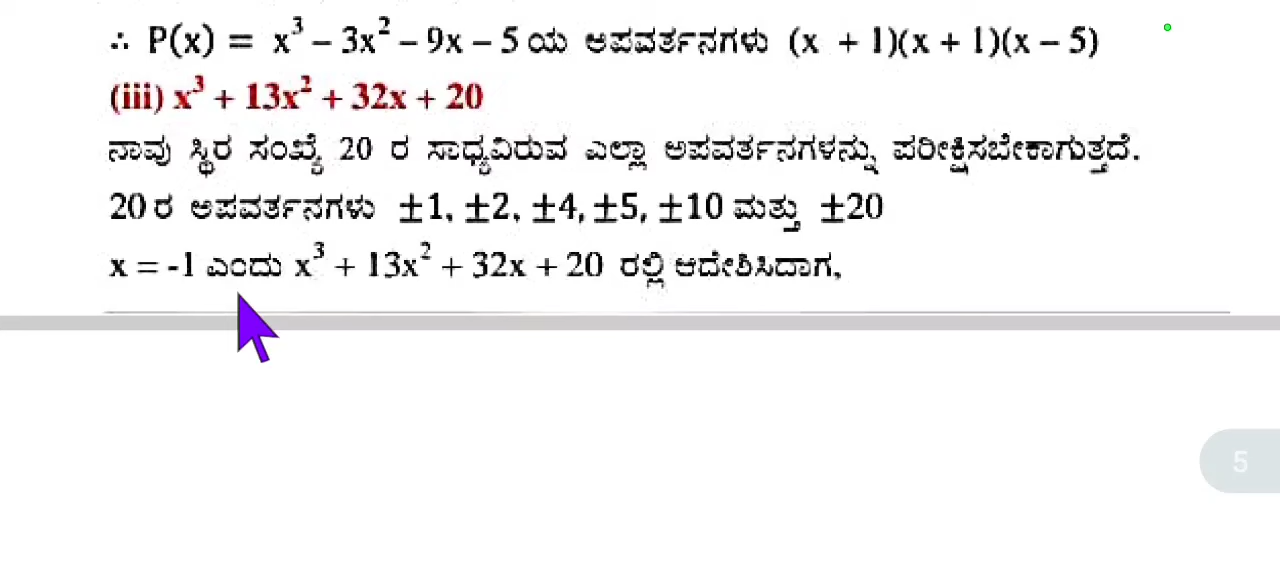 ∴ P(x) = x³ – 3x² – 9x – 5 ಯ ಅಪವರ್ತನಗಳು (x + 1)(x + 1)(x – 5)
(iii) x³ + 13x² + 32x + 20
ನಾವು ಸ್ಥಿರ ಸಂಖ್ಯೆ 20 ರ ಸಾಧ್ಯವಿರುವ ಎಲ್ಲಾ ಅಪವರ್ತನಗಳನ್ನು ಪರೀಕ್ಷಿಸಬೇಕಾಗುತ್ತದೆ.
20 ರ ಅಪವರ್ತನಗಳು ±1, ±2, ±4, ±5, ±10 ಮತ್ತು ±20
x = -1 ಎಂದು x³ + 13x² + 32x + 20 ರಲ್ಲಿ ಆದೇಶಿಸಿದಾಗ,
5